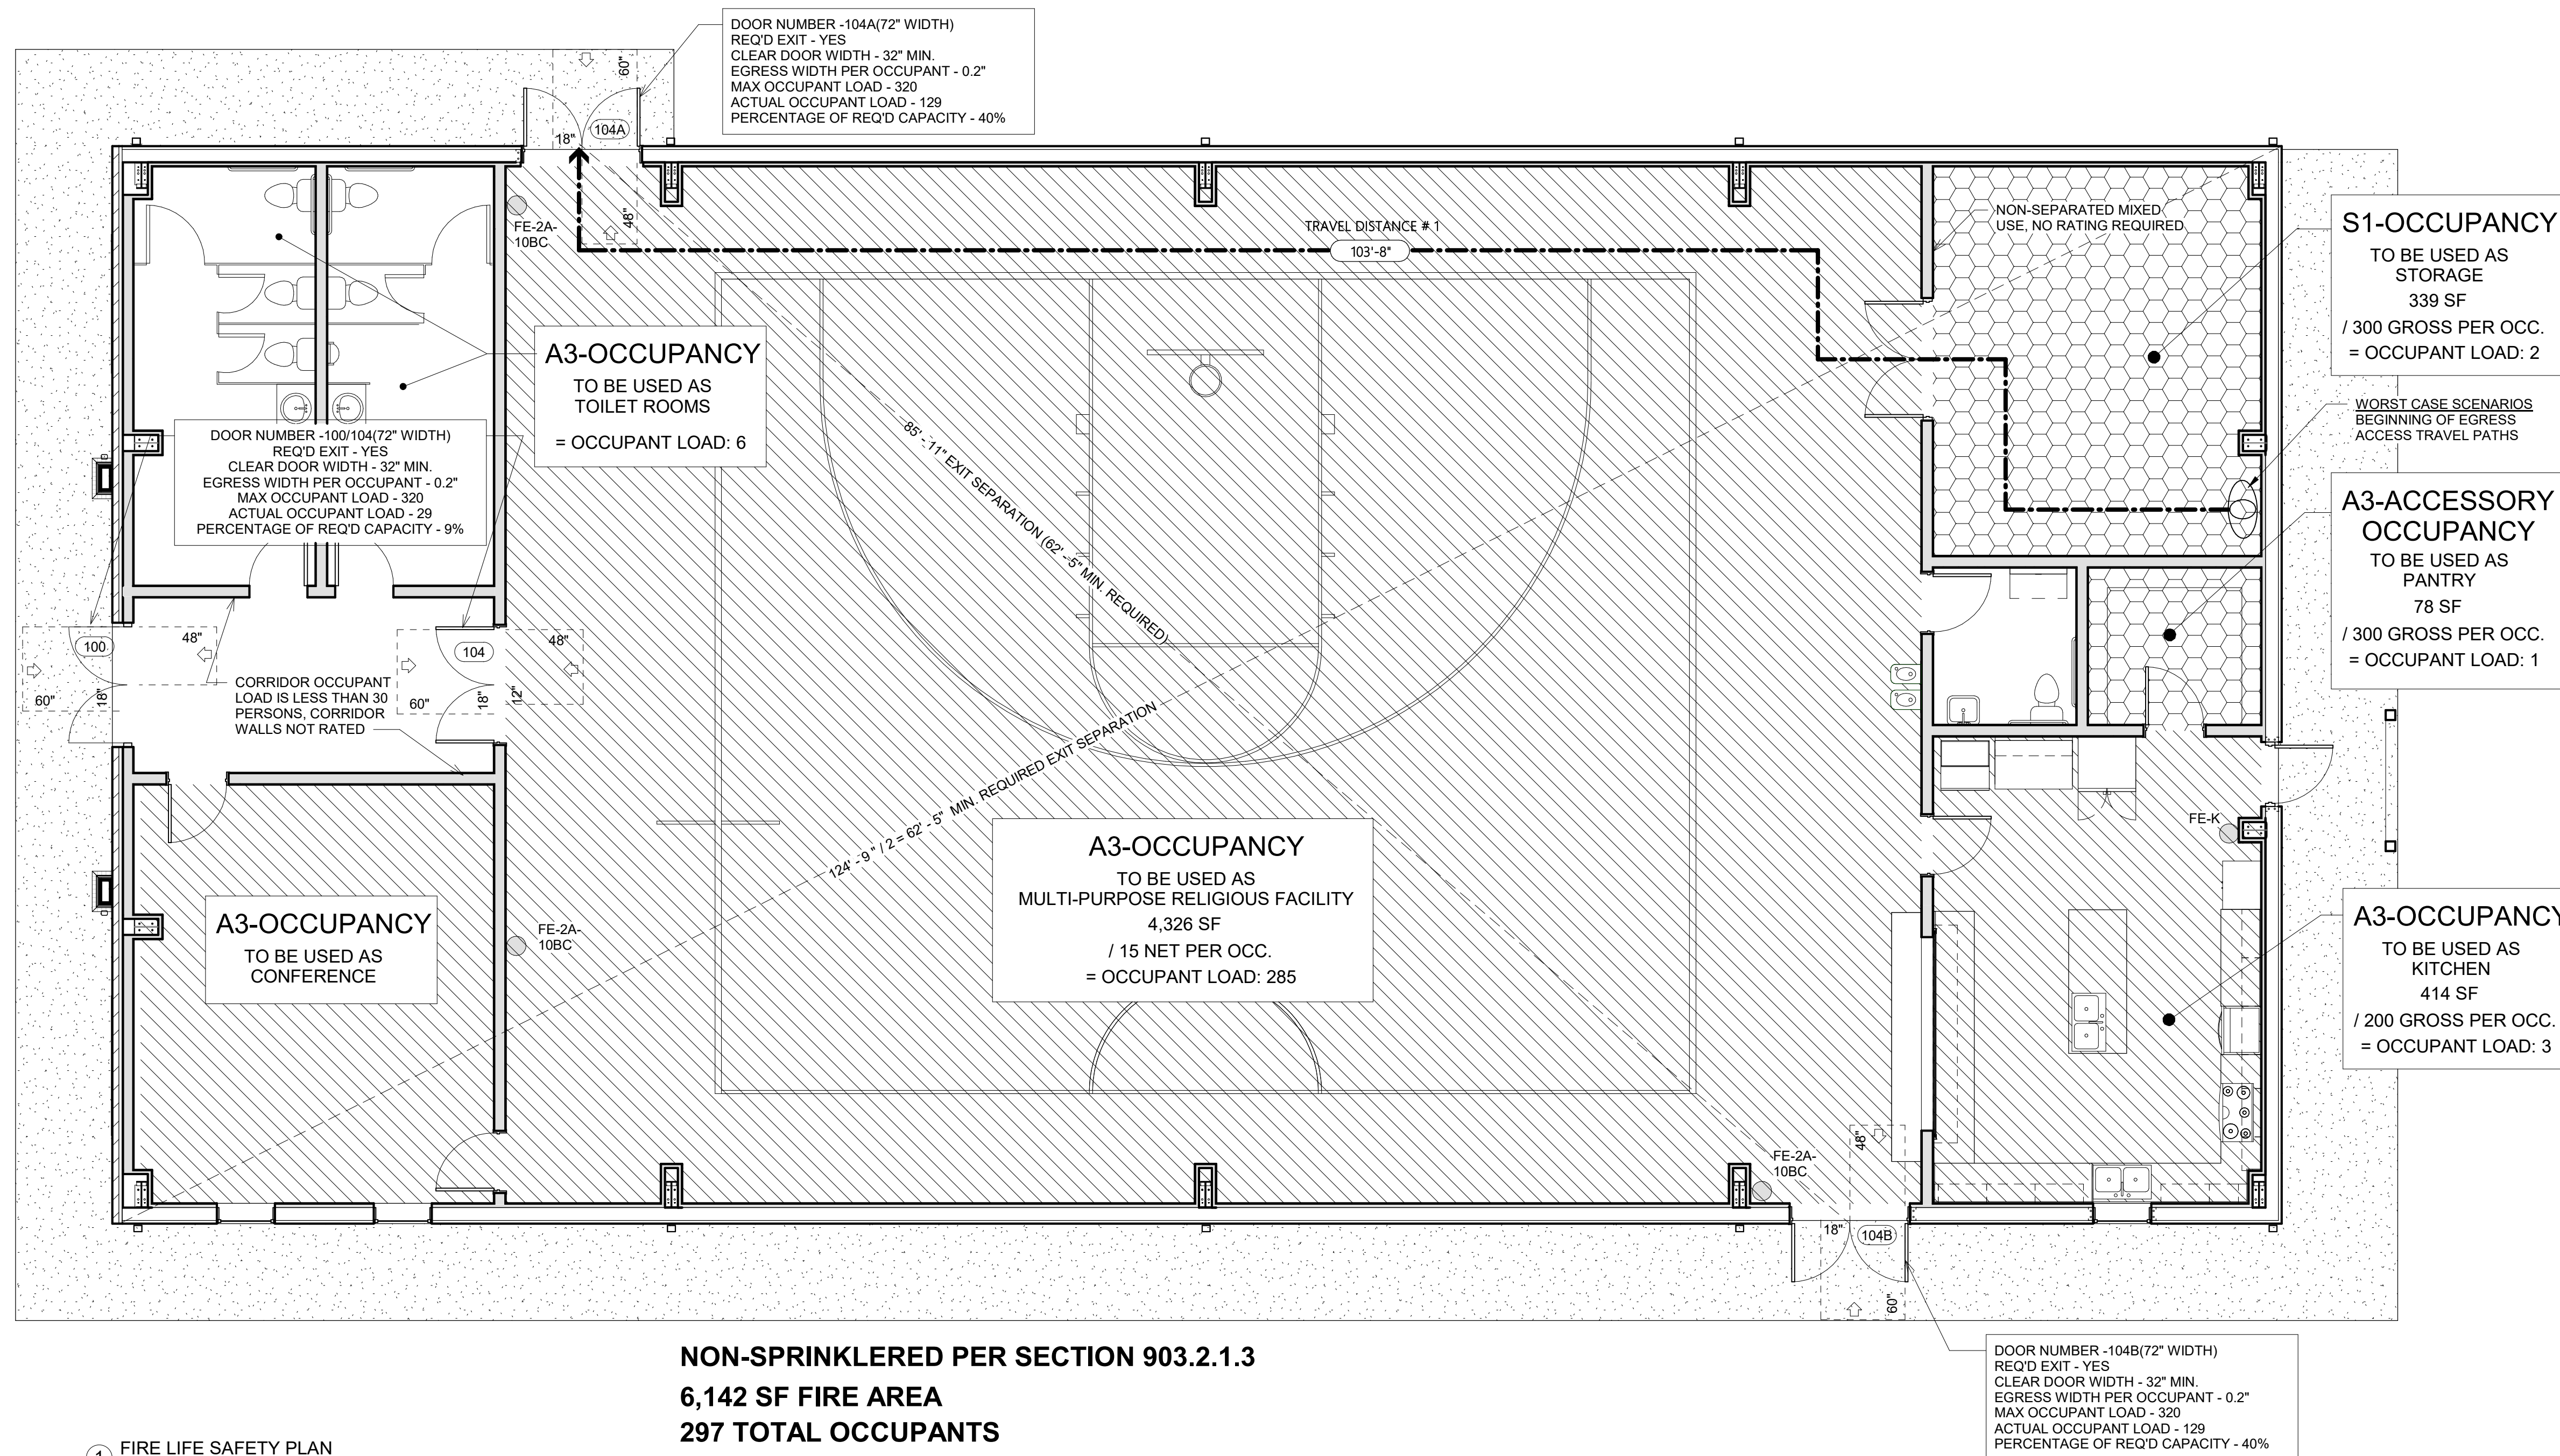 DOOR NUMBER -104A(72" WIDTH)
REQ'D EXIT - YES
CLEAR DOOR WIDTH - 32" MIN.
EGRESS WIDTH PER OCCUPANT - 0.2"
MAX OCCUPANT LOAD - 320
ACTUAL OCCUPANT LOAD - 129
PERCENTAGE OF REQ'D CAPACITY - 40%
60"
18"
104A
48"
FE-2A-
10BC
TRAVEL DISTANCE # 1
103'-8"
NON-SEPARATED MIXED
USE, NO RATING REQUIRED
S1-OCCUPANCY
TO BE USED AS
STORAGE
339 SF
/ 300 GROSS PER OCC.
= OCCUPANT LOAD: 2
A3-OCCUPANCY
TO BE USED AS
TOILET ROOMS
= OCCUPANT LOAD: 6
WORST CASE SCENARIOS
BEGINNING OF EGRESS
ACCESS TRAVEL PATHS
DOOR NUMBER -100/104(72" WIDTH)
REQ'D EXIT - YES
CLEAR DOOR WIDTH - 32" MIN.
EGRESS WIDTH PER OCCUPANT - 0.2"
MAX OCCUPANT LOAD - 320
ACTUAL OCCUPANT LOAD - 29
PERCENTAGE OF REQ'D CAPACITY - 9%
85' - 11" EXIT SEPARATION (62' -5" MIN. REQUIRED)
A3-ACCESSORY
OCCUPANCY
TO BE USED AS
PANTRY
78 SF
/ 300 GROSS PER OCC.
= OCCUPANT LOAD: 1
100
48"
60"
18"
104
48"
60"
18"
12"
CORRIDOR OCCUPANT
LOAD IS LESS THAN 30
PERSONS, CORRIDOR
WALLS NOT RATED
124' - 9" / 2 = 62' - 5" MIN. REQUIRED EXIT SEPARATION
FE-K
A3-OCCUPANCY
TO BE USED AS
MULTI-PURPOSE RELIGIOUS FACILITY
4,326 SF
/ 15 NET PER OCC.
= OCCUPANT LOAD: 285
A3-OCCUPANCY
TO BE USED AS
CONFERENCE
FE-2A-
10BC
A3-OCCUPANCY
TO BE USED AS
KITCHEN
414 SF
/ 200 GROSS PER OCC.
= OCCUPANT LOAD: 3
FE-2A-
10BC
48"
18"
104B
60"
NON-SPRINKLERED PER SECTION 903.2.1.3
6,142 SF FIRE AREA
297 TOTAL OCCUPANTS
DOOR NUMBER -104B(72" WIDTH)
REQ'D EXIT - YES
CLEAR DOOR WIDTH - 32" MIN.
EGRESS WIDTH PER OCCUPANT - 0.2"
MAX OCCUPANT LOAD - 320
ACTUAL OCCUPANT LOAD - 129
PERCENTAGE OF REQ'D CAPACITY - 40%
1 FIRE LIFE SAFETY PLAN